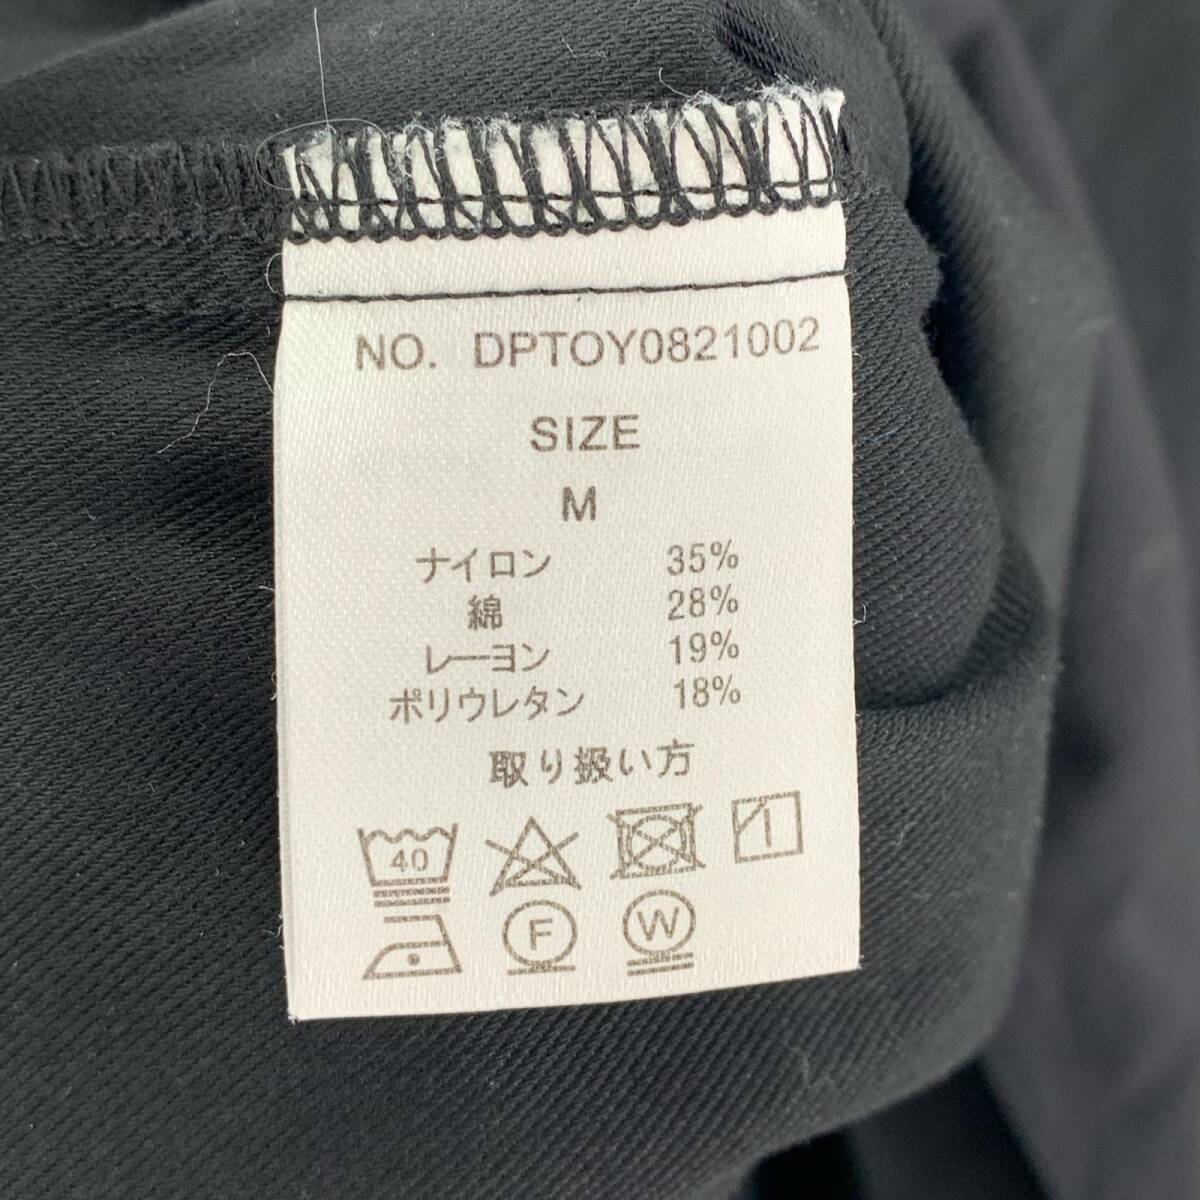 NO. DPTOY0821002
SIZE
M
ナイロン 35%
綿 28%
レーヨン 19%
ポリウレタン 18%
取り扱い方
40
F W